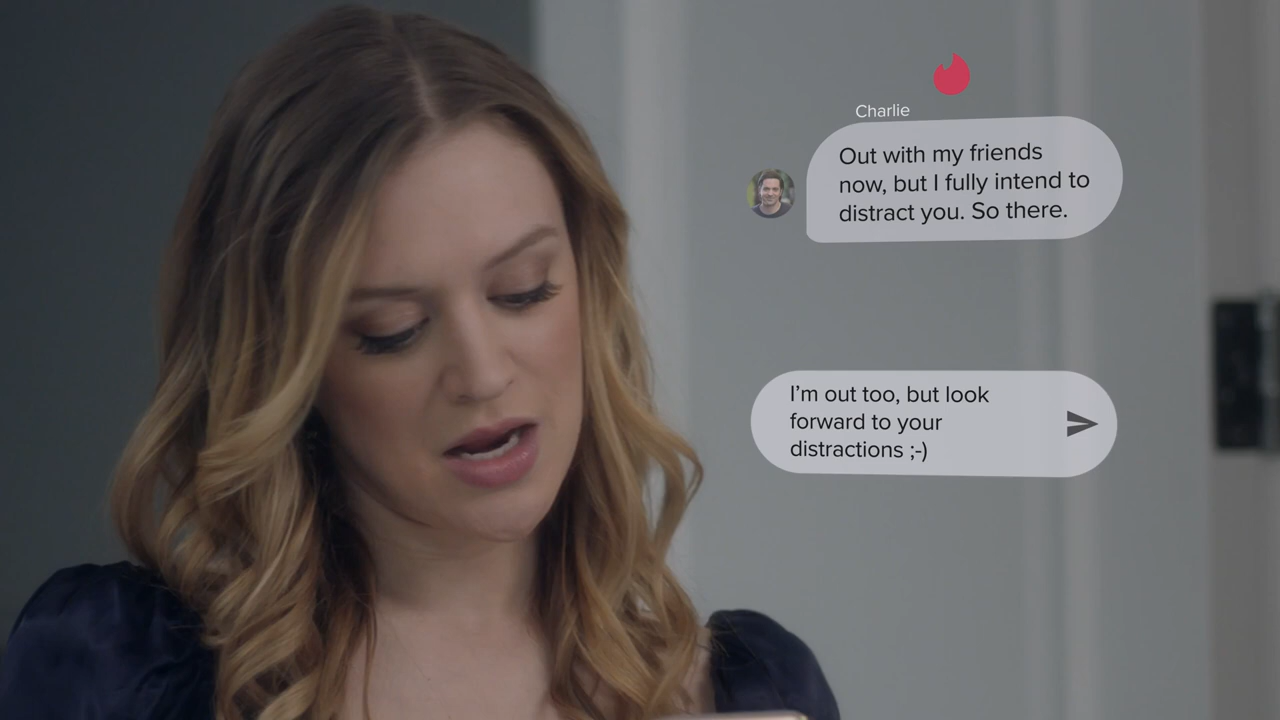 Charlie
Out with my friends
now, but I fully intend to
distract you. So there.
I’m out too, but look
forward to your
distractions ;-)